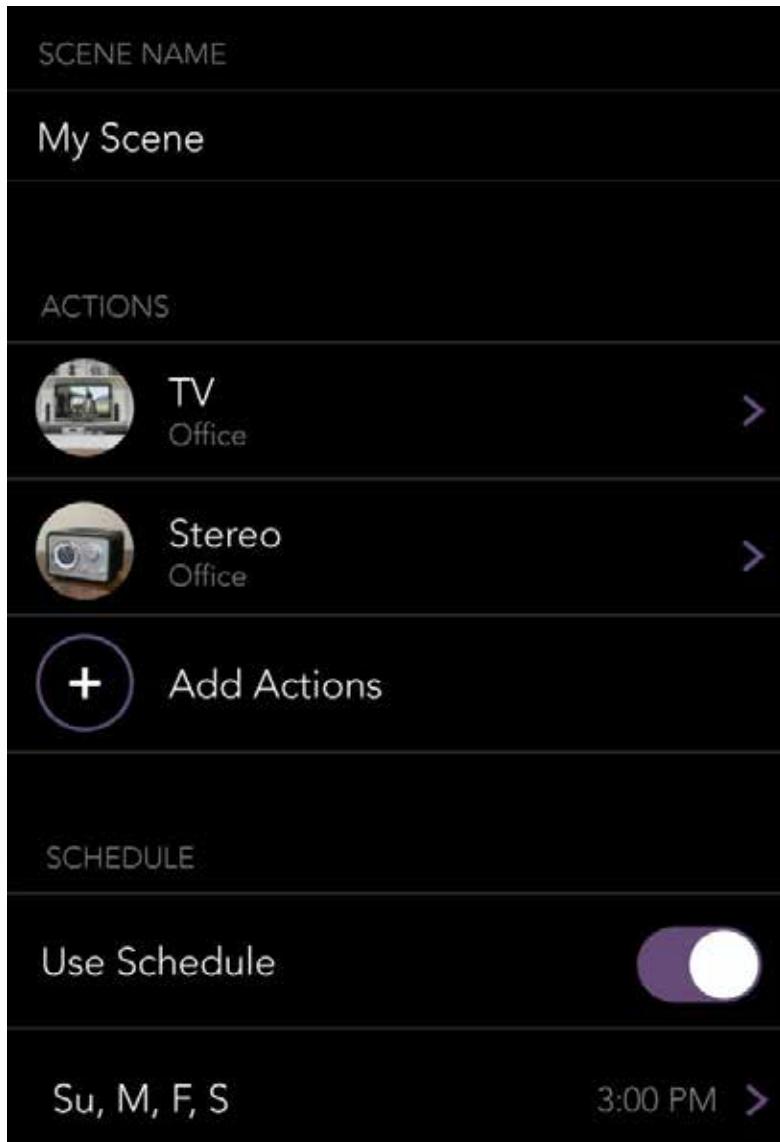 SCENE NAME
My Scene
ACTIONS
TV
Office
Stereo
Office
Add Actions
SCHEDULE
Use Schedule
Su, M, F, S 3:00 PM